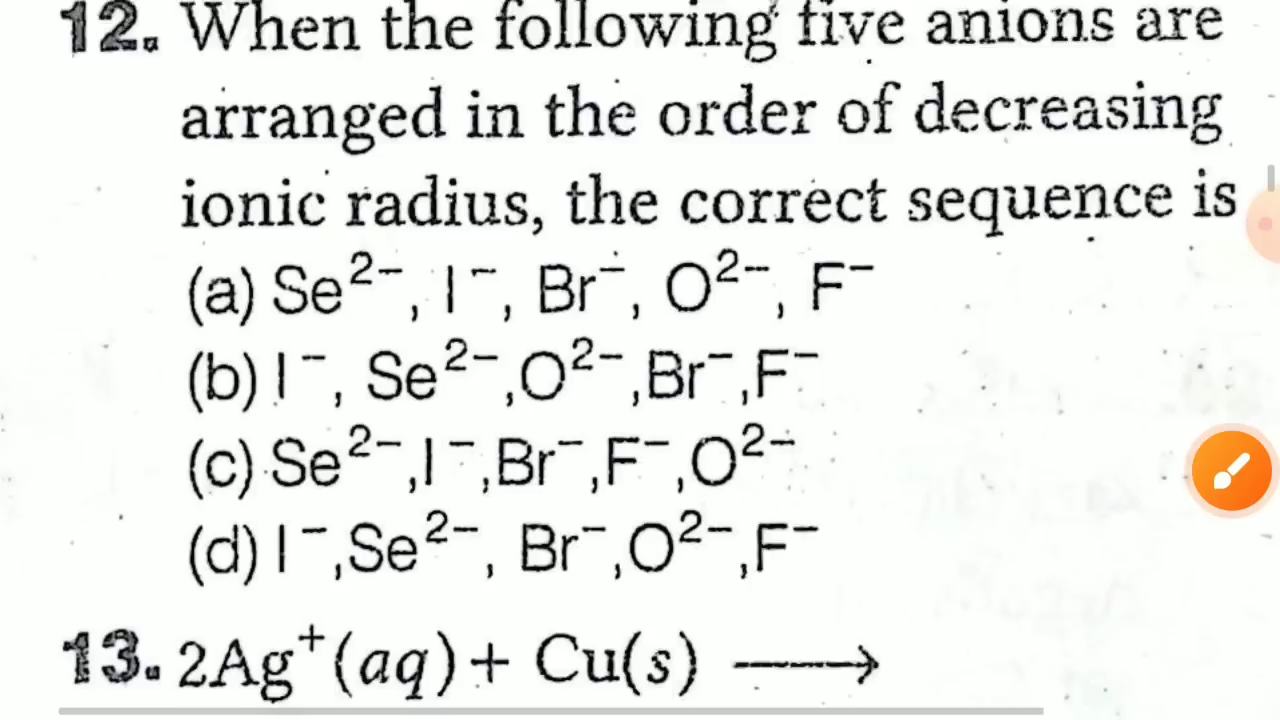 12. When the following five anions are
arranged in the order of decreasing
ionic radius, the correct sequence is
(a) Se²⁻, I⁻, Br⁻, O²⁻, F⁻
(b) I⁻, Se²⁻,O²⁻,Br⁻,F⁻
(c) Se²⁻,I⁻,Br⁻,F⁻,O²⁻
(d) I⁻,Se²⁻, Br⁻,O²⁻,F⁻
13. 2Ag⁺(aq) + Cu(s) ⟶